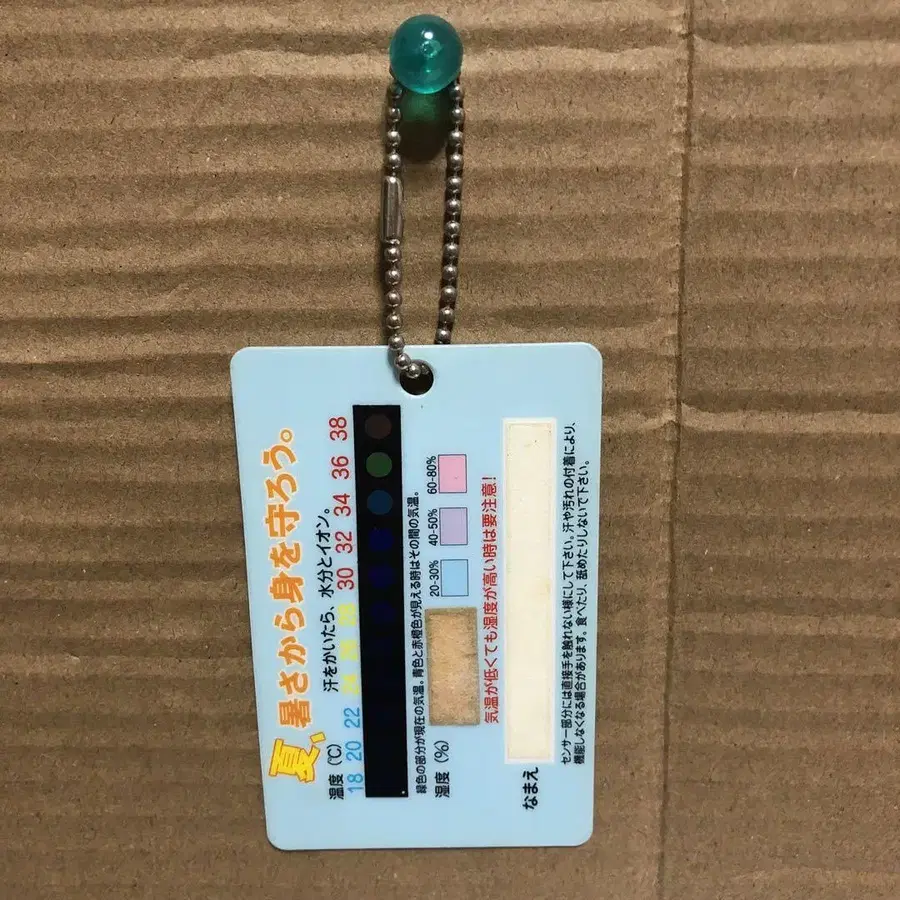 夏、暑さから身を守ろう。
汗をかいたら、水分とイオン。
温度(℃)
18 20 22 24 26 28 30 32 34 36 38
緑色の部分が現在の気温。青色と赤橙色が見える時はその間の気温。
湿度(%)
20-30% 40-50% 60-80%
気温が低くても湿度が高い時は要注意!
なまえ
センサー部分には直接手を触れない様にして下さい。汗や汚れの付着により、
機能しなくなる場合があります。食べたり、舐めたりしないで下さい。